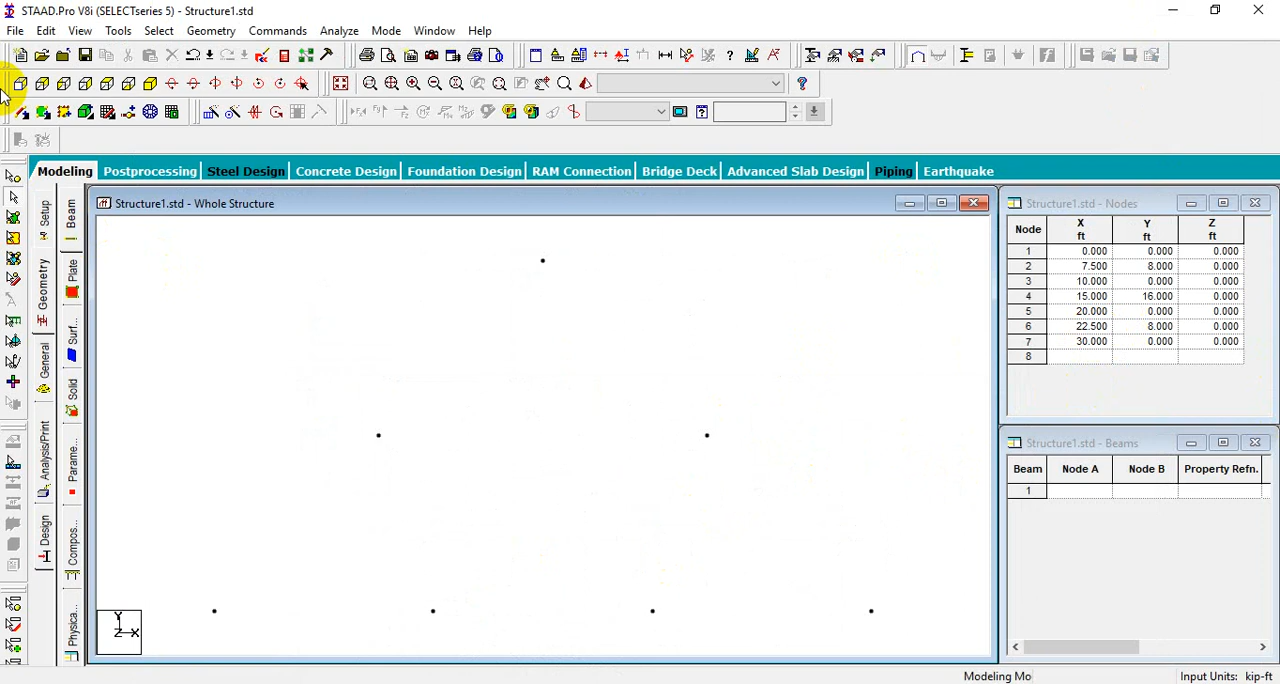 STAAD.Pro V8i (SELECTseries 5) - Structure1.std
File Edit View Tools Select Geometry Commands Analyze Mode Window Help
Modeling Postprocessing Steel Design Concrete Design Foundation Design RAM Connection Bridge Deck Advanced Slab Design Piping Earthquake
Setup
Geometry
General
Analysis/Print
Design
Beam
Plate
Surf...
Solid
Parame...
Compos...
Physica...
Structure1.std - Whole Structure
Y
Z X
Structure1.std - Nodes
Node X ft Y ft Z ft
1 0.000 0.000 0.000
2 7.500 8.000 0.000
3 10.000 0.000 0.000
4 15.000 16.000 0.000
5 20.000 0.000 0.000
6 22.500 8.000 0.000
7 30.000 0.000 0.000
8
Structure1.std - Beams
Beam Node A Node B Property Refn.
1
Modeling Mo Input Units: kip-ft